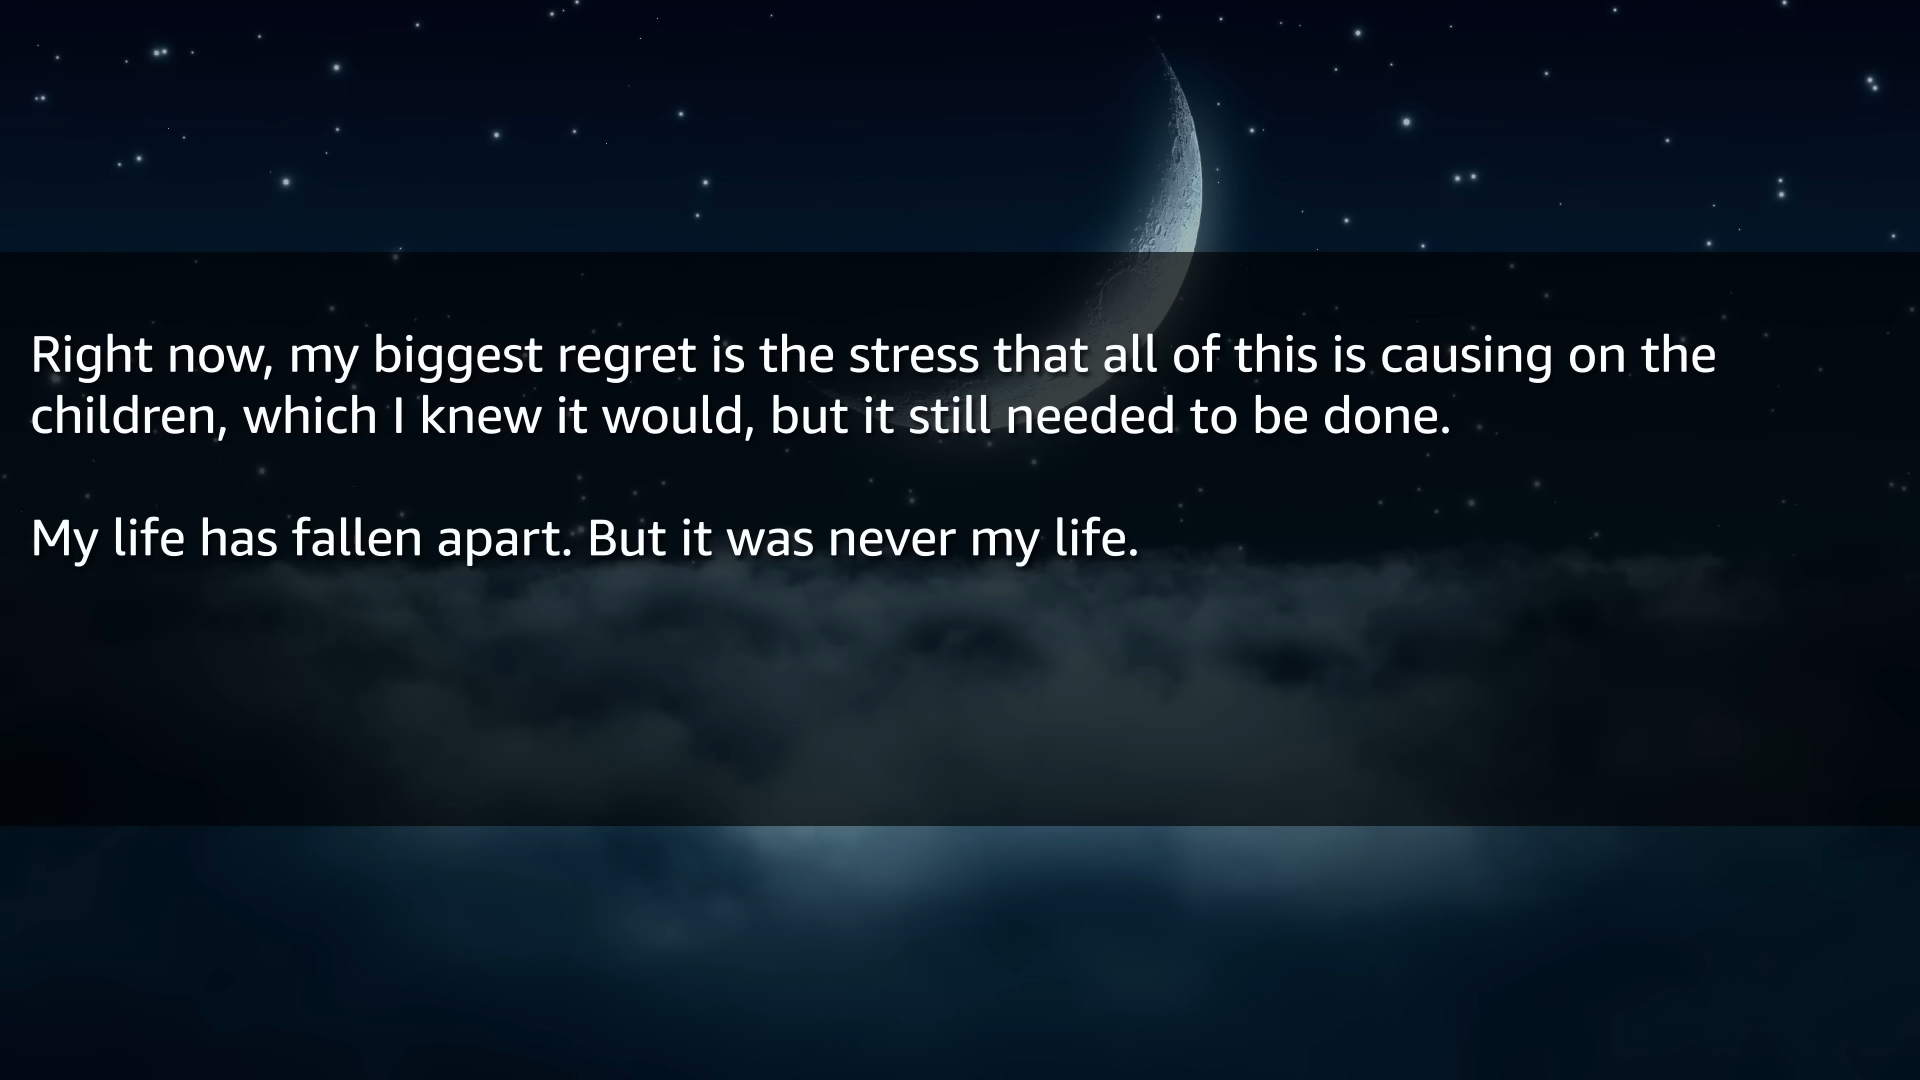 Right now, my biggest regret is the stress that all of this is causing on the
children, which I knew it would, but it still needed to be done.
My life has fallen apart. But it was never my life.